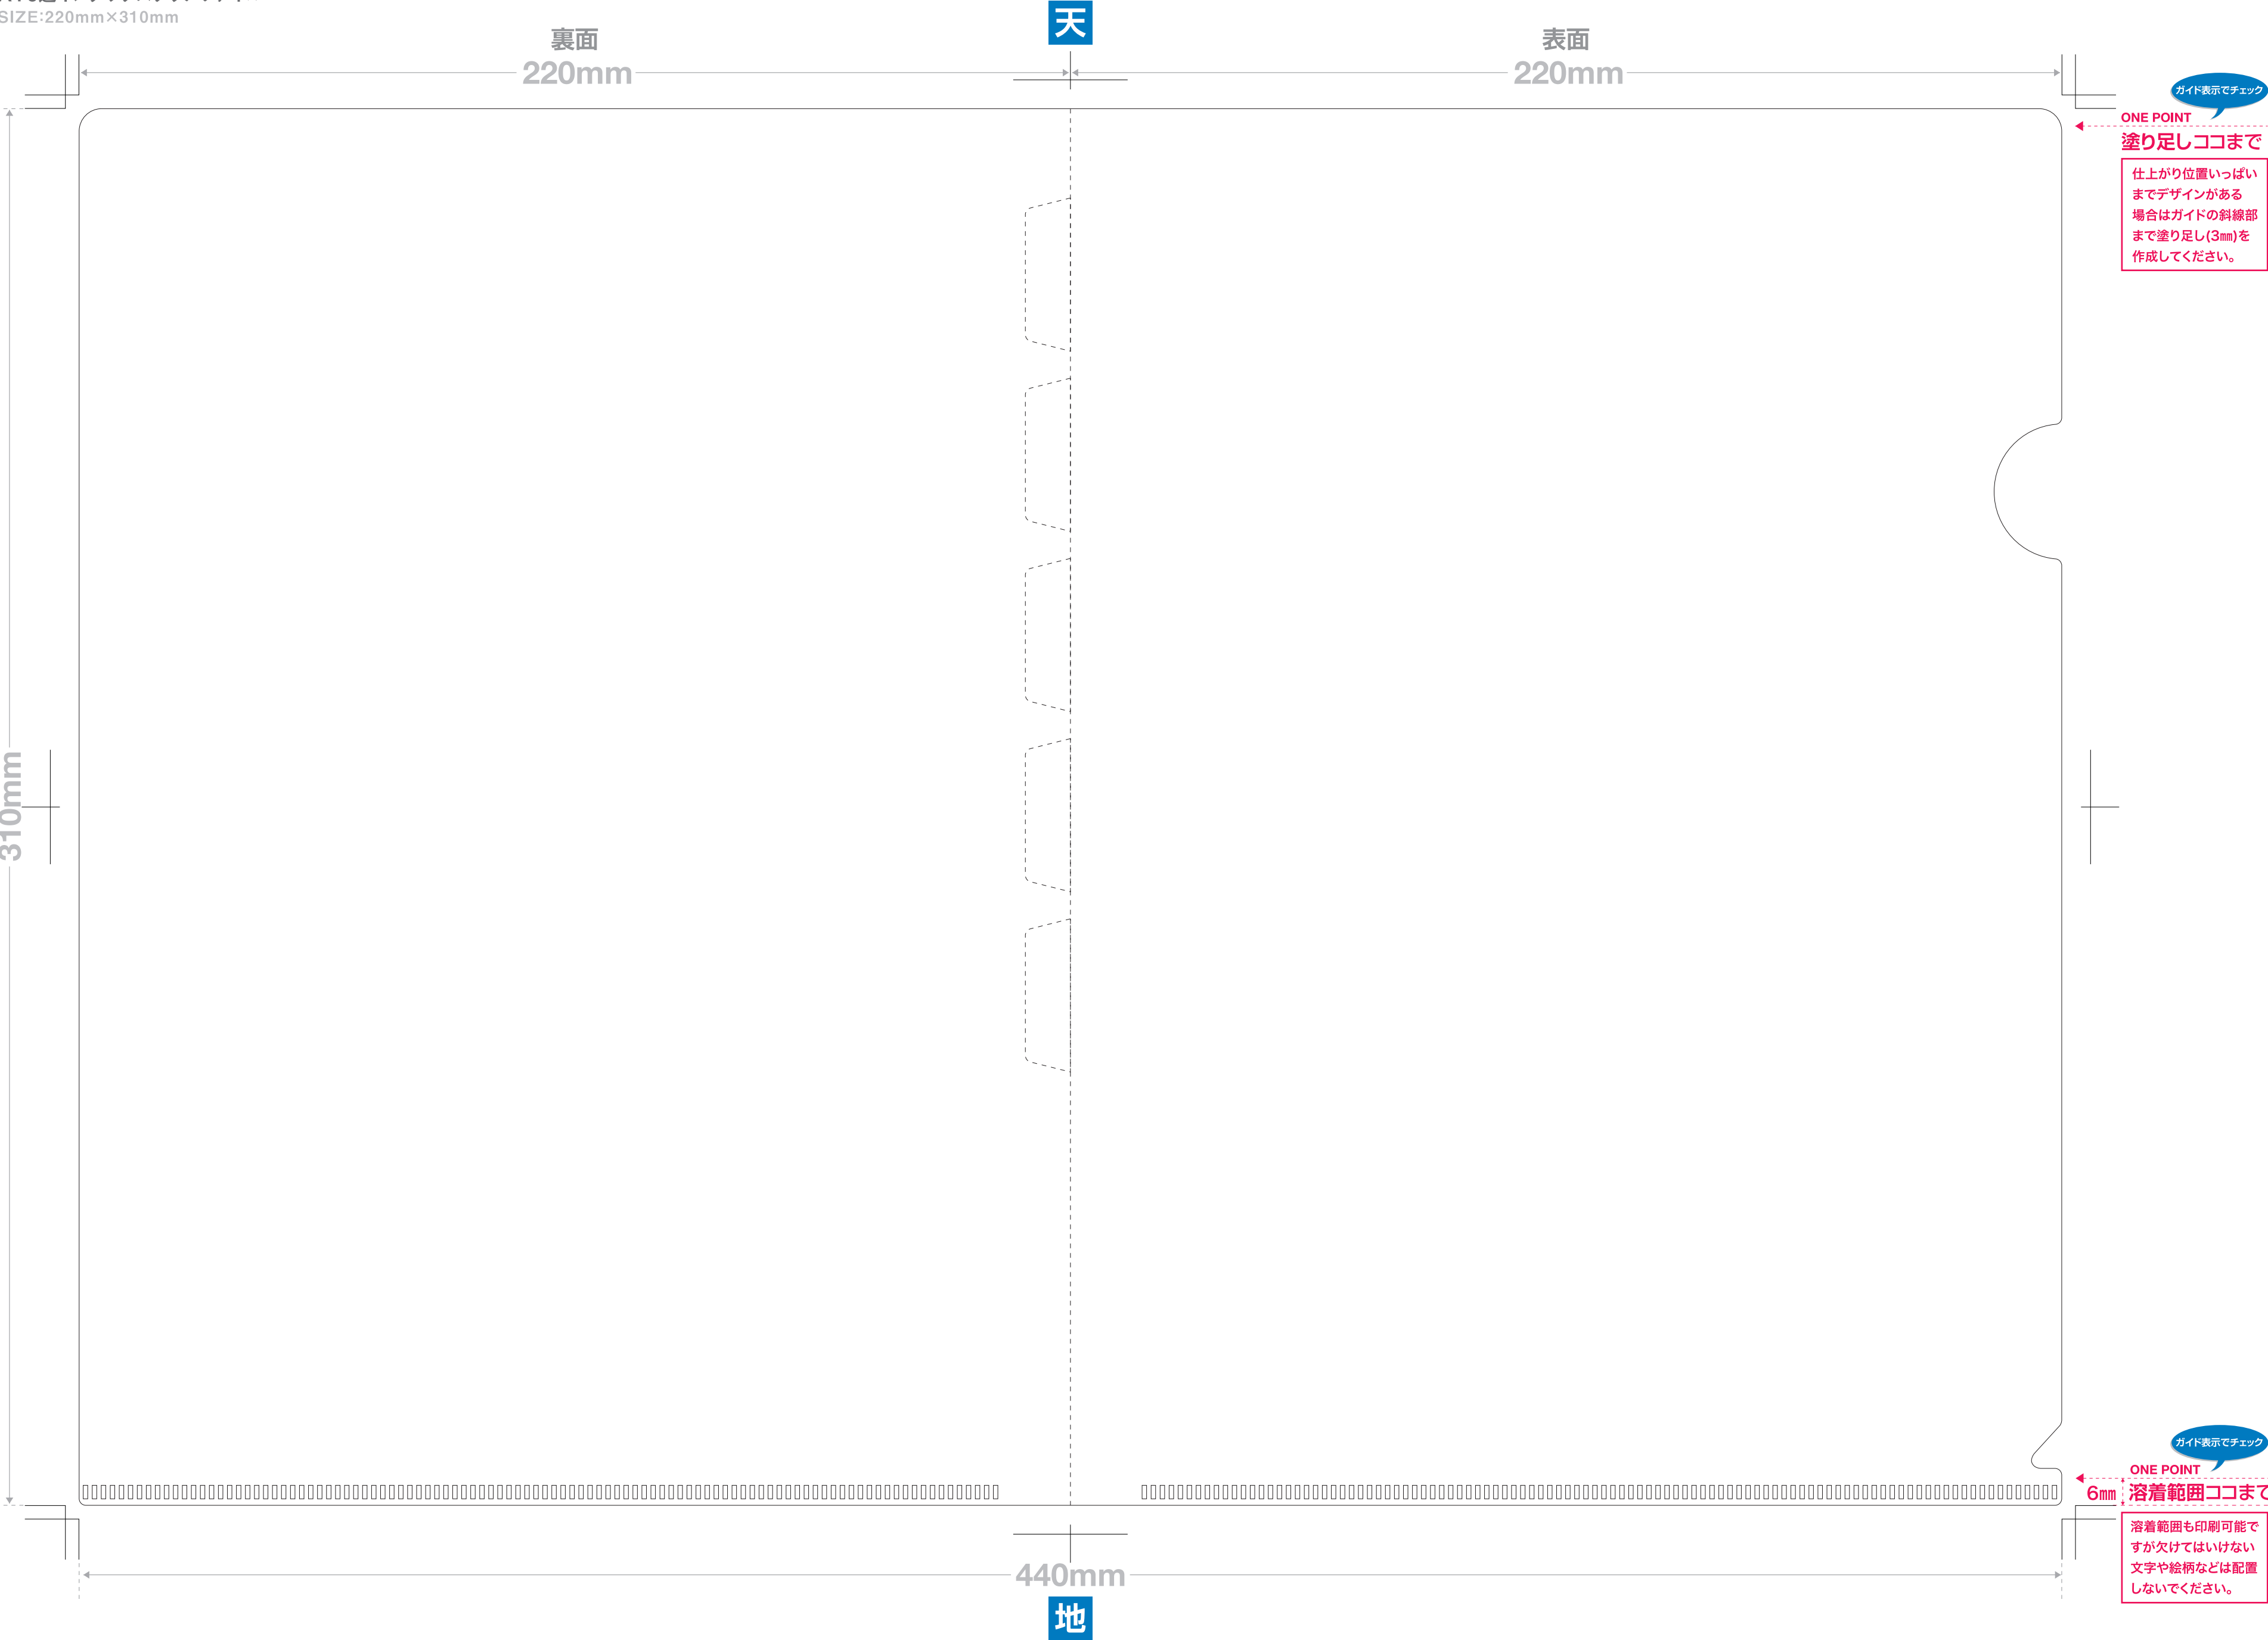 SIZE:220mm×310mm
天
裏面
220mm
表面
220mm
ガイド表示でチェック
ONE POINT
塗り足しココまで
仕上がり位置いっぱい
までデザインがある
場合はガイドの斜線部
まで塗り足し(3㎜)を
作成してください。
310mm
ガイド表示でチェック
ONE POINT
6㎜
溶着範囲ココまで
溶着範囲も印刷可能で
すが欠けてはいけない
文字や絵柄などは配置
しないでください。
440mm
地